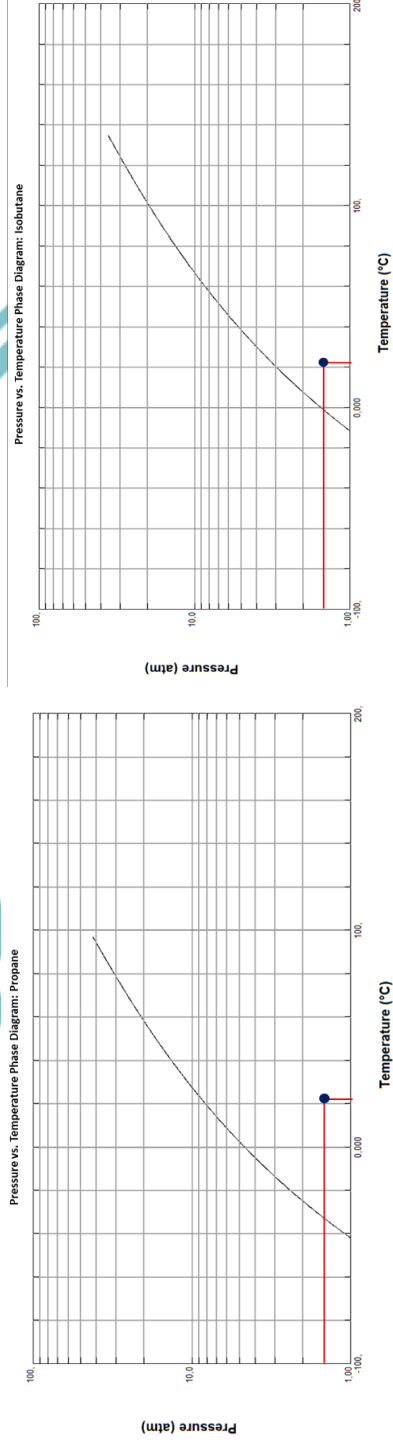 Pressure vs. Temperature Phase Diagram: Propane
100.
10.0
1.00
Pressure (atm)
-100.
0.000
100.
200.
Temperature (°C)
Pressure vs. Temperature Phase Diagram: Isobutane
100.
10.0
1.00
Pressure (atm)
-100.
0.000
100.
200
Temperature (°C)